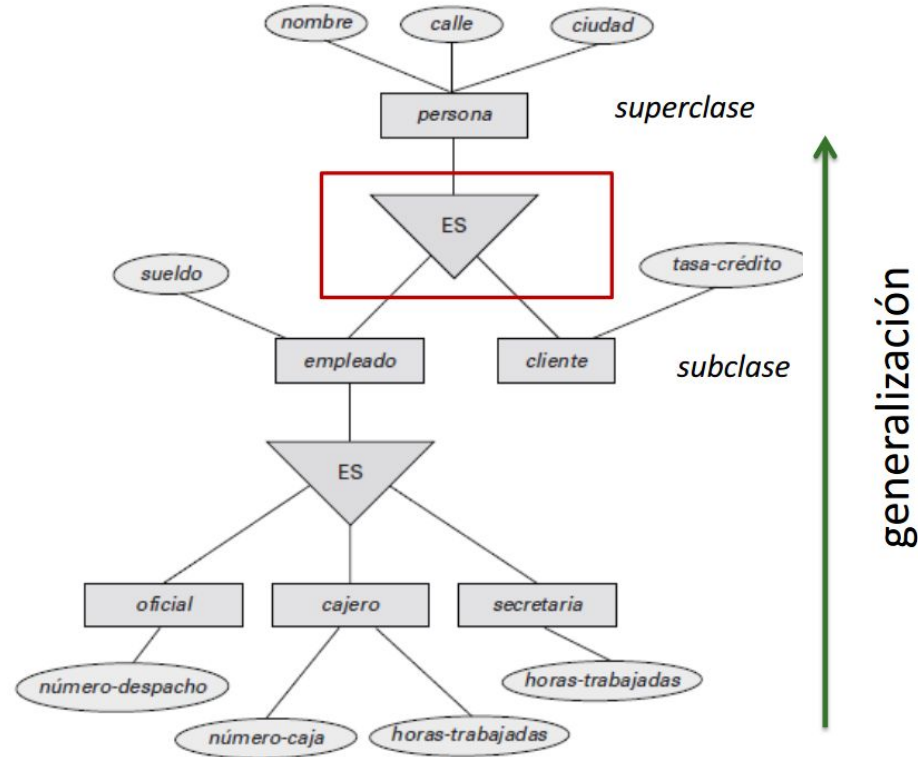 nombre
calle
ciudad
persona
superclase
ES
sueldo
tasa-crédito
empleado
cliente
subclase
generalización
ES
oficial
cajero
secretaria
número-despacho
horas-trabajadas
número-caja
horas-trabajadas